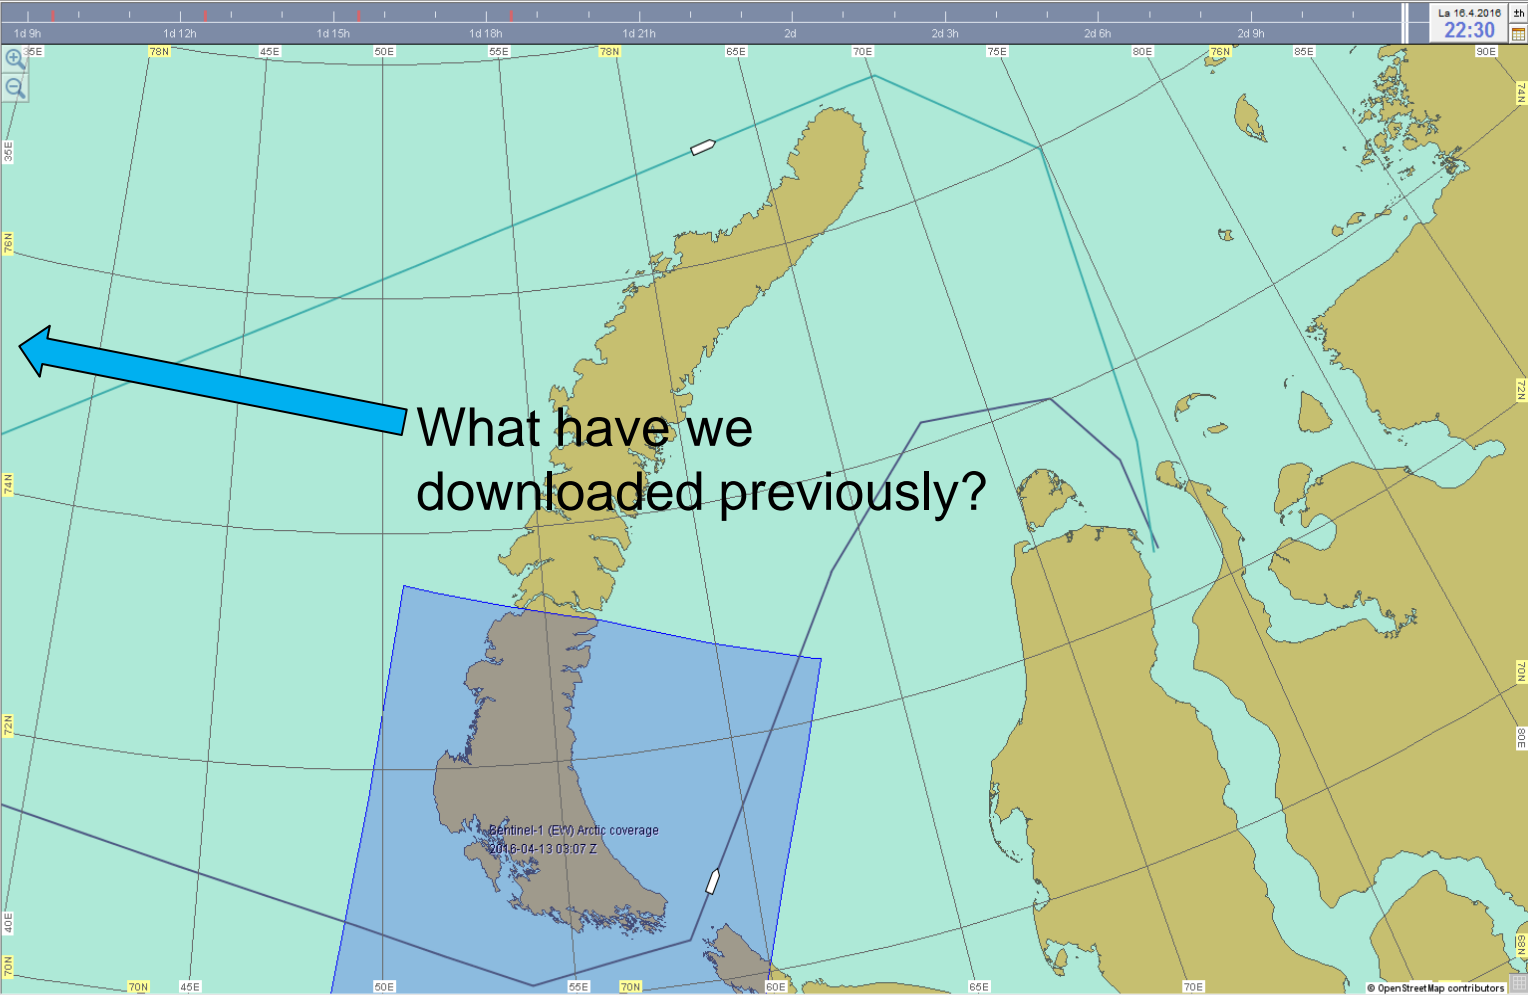 1d 9h 1d 12h 1d 15h 1d 18h 1d 21h 2d 2d 3h 2d 6h 2d 9h
La 16.4.2016
±h
22:30
35E 78N 45E 50E 55E 78N 65E 70E 75E 80E 76N 85E 90E
74N
35E
76N
72N
What have we
downloaded previously?
74N
70N
72N
80E
Sentinel-1 (EW) Arctic coverage
2016-04-13 03:07 Z
40E
68N
70N
70N 45E 50E 55E 70N 60E 65E 70E
© OpenStreetMap contributors